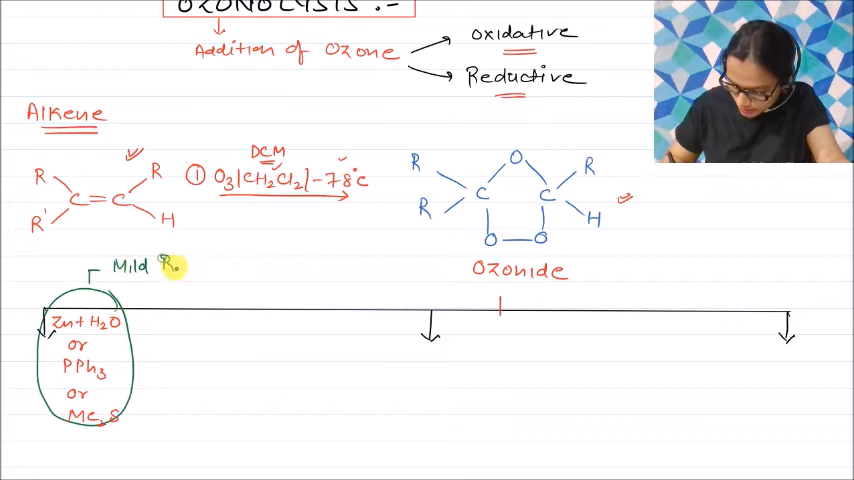 OZONOLYSIS :-
Addition of Ozone
Oxidative
Reductive
Alkene
R R
C = C
R' H
① O3/CH2Cl2/-78°C
DCM
R O R
C C
R H
O — O
Ozonide
Mild R.
Zn + H2O
or
PPh3
or
Me2S